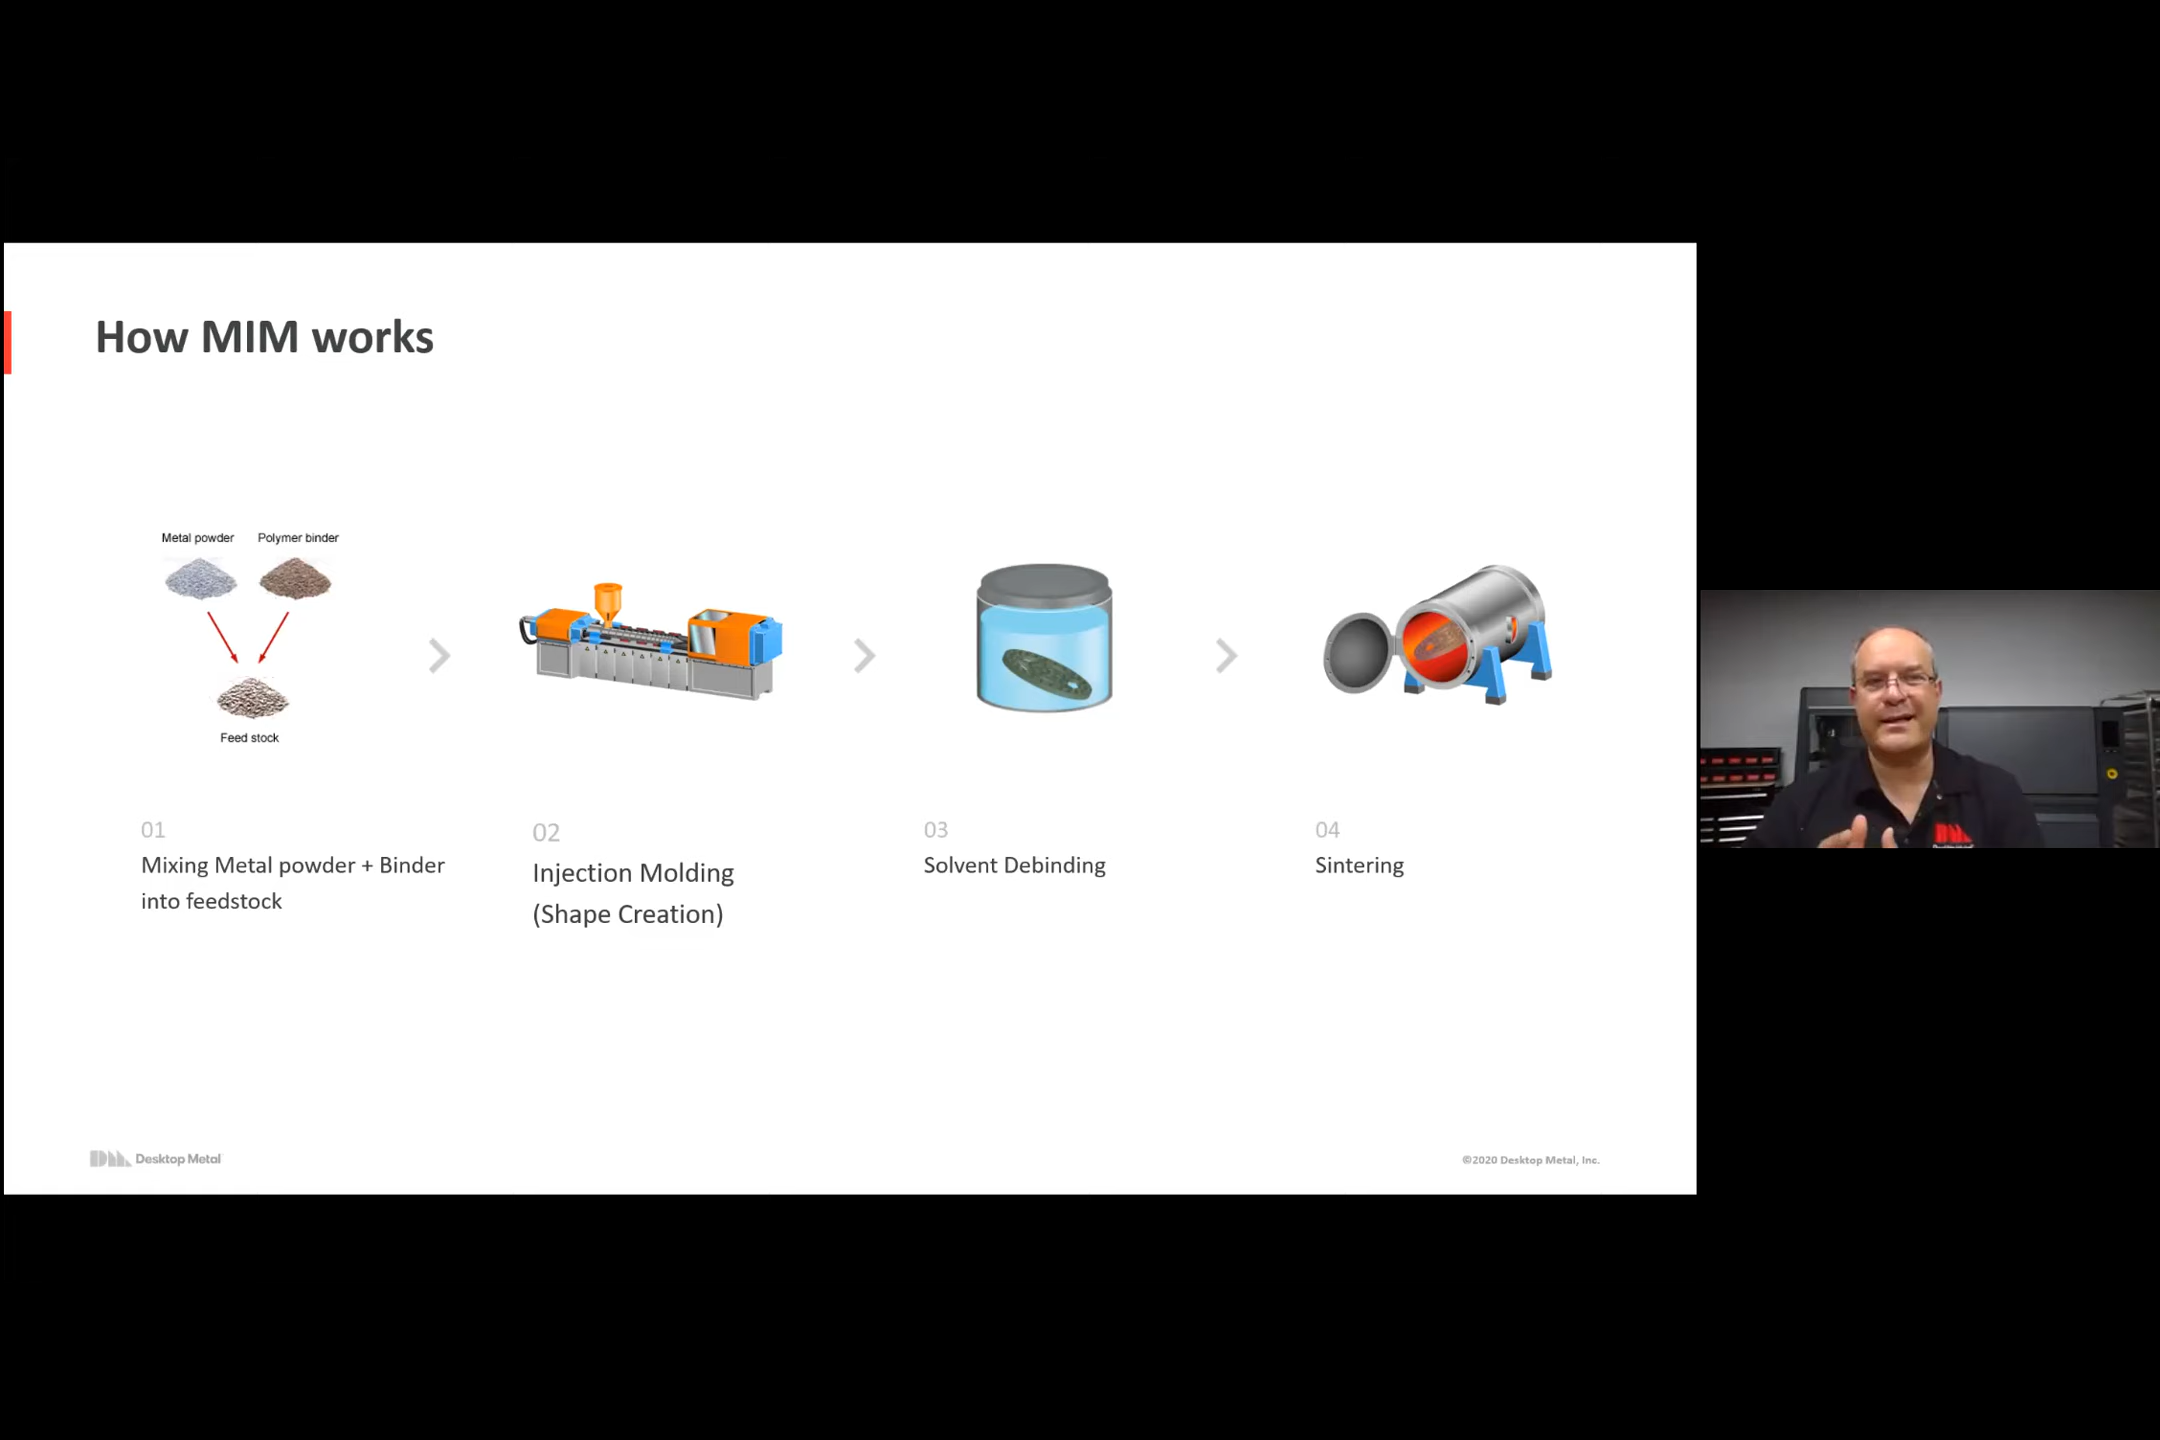 How MIM works
Metal powder
Polymer binder
Feed stock
01
Mixing Metal powder + Binder
into feedstock
02
Injection Molding
(Shape Creation)
03
Solvent Debinding
04
Sintering
Desktop Metal
©2020 Desktop Metal, Inc.